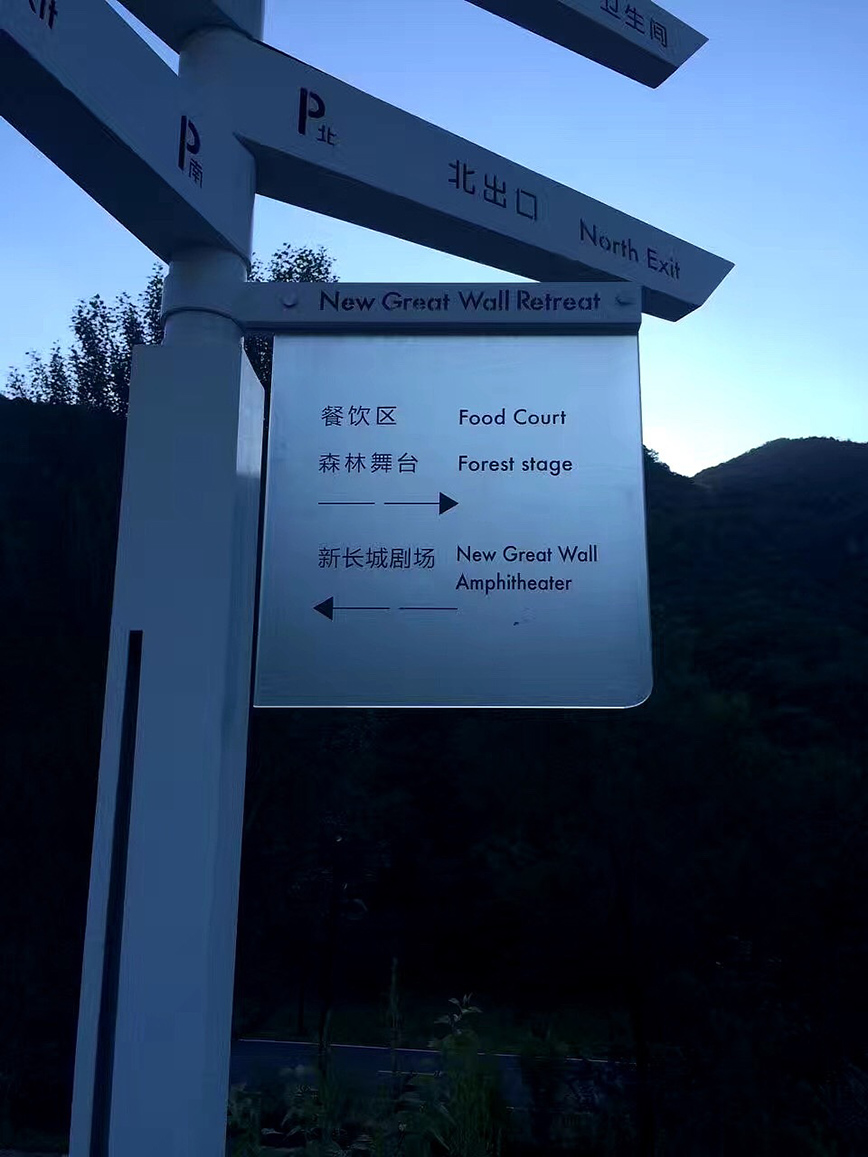 卫生间
P北 北出口 North Exit
P南
New Great Wall Retreat
餐饮区 Food Court
森林舞台 Forest stage
新长城剧场 New Great Wall
Amphitheater